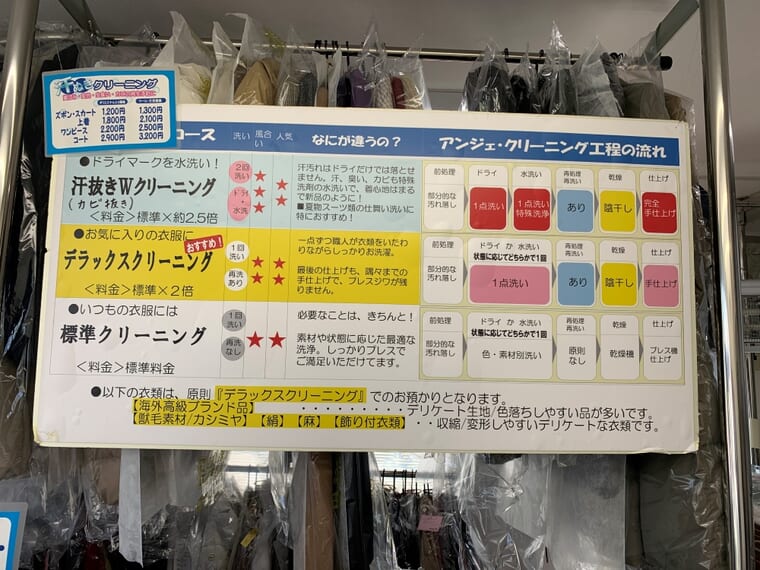 クリーニング
ズボン・スカート 1,200円 1,300円
上着 1,800円 2,100円
ワンピース 2,200円 2,500円
コート 2,900円 3,200円
コース 洗い 風合い 人気 なにが違うの？ アンジェ・クリーニング工程の流れ
●ドライマークを水洗い！
汗抜きWクリーニング
(カビ抜き)
＜料金＞標準×約2.5倍
2回洗い
ドライ・水洗
★★★ ★★
汗汚れはドライだけでは落とせ
ません。汗、臭い、カビも特殊
洗剤の水洗いで、着心地はまる
で新品のように！
■夏物スーツ類の仕舞い洗いに
特におすすめ！
前処理 ドライ 水洗い 再処理 再洗い 乾燥 仕上げ
部分的な汚れ落し 1点洗い 1点洗い特殊洗浄 あり 陰干し 完全手仕上げ
●お気に入りの衣服に
おすすめ！
デラックスクリーニング
＜料金＞標準×２倍
1回洗い
再洗あり
★★ ★★
一点ずつ職人が衣類をいたわ
りながらしっかりお洗濯。
最後の仕上げも、隅々までの
手仕上げで、プレスジワが残
りません。
前処理 ドライ か 水洗い 状態に応じてどちらかで1回 再処理 再洗い 乾燥 仕上げ
部分的な汚れ落し 1点洗い あり 陰干し 手仕上げ
●いつもの衣服には
標準クリーニング
＜料金＞標準料金
1回洗い
再洗なし
★ ★
必要なことは、きちんと！
素材や状態に応じた最適な
洗浄。しっかりプレスで
ご満足いただけてます。
前処理 ドライ か 水洗い 状態に応じてどちらかで1回 再処理 再洗い 乾燥 仕上げ
部分的な汚れ落し 色・素材別洗い 原則なし 乾燥機 プレス機仕上げ
●以下の衣類は、原則『デラックスクリーニング』でのお預かりとなります。
【海外高級ブランド品】・・・・・・・・・デリケート生地/色落ちしやすい品が多いです。
【獣毛素材/カシミヤ】【絹】【麻】【飾り付衣類】・・収縮/変形しやすいデリケートな衣類です。